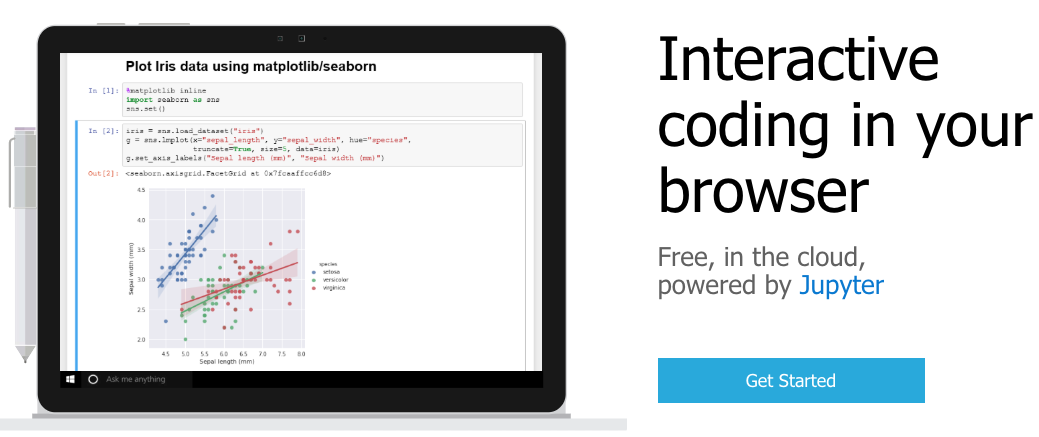 Plot Iris data using matplotlib/seaborn
In [1]: %matplotlib inline
import seaborn as sns
sns.set()
In [2]: iris = sns.load_dataset("iris")
g = sns.lmplot(x="sepal_length", y="sepal_width", hue="species",
truncate=True, size=5, data=iris)
g.set_axis_labels("Sepal length (mm)", "Sepal width (mm)")
Out[2]: <seaborn.axisgrid.FacetGrid at 0x7fcaaffcc6d8>
4.5
4.0
3.5
3.0
2.5
2.0
Sepal width (mm)
species
setosa
versicolor
virginica
4.5 5.0 5.5 6.0 6.5 7.0 7.5 8.0
Sepal length (mm)
Ask me anything
Interactive
coding in your
browser
Free, in the cloud,
powered by Jupyter
Get Started